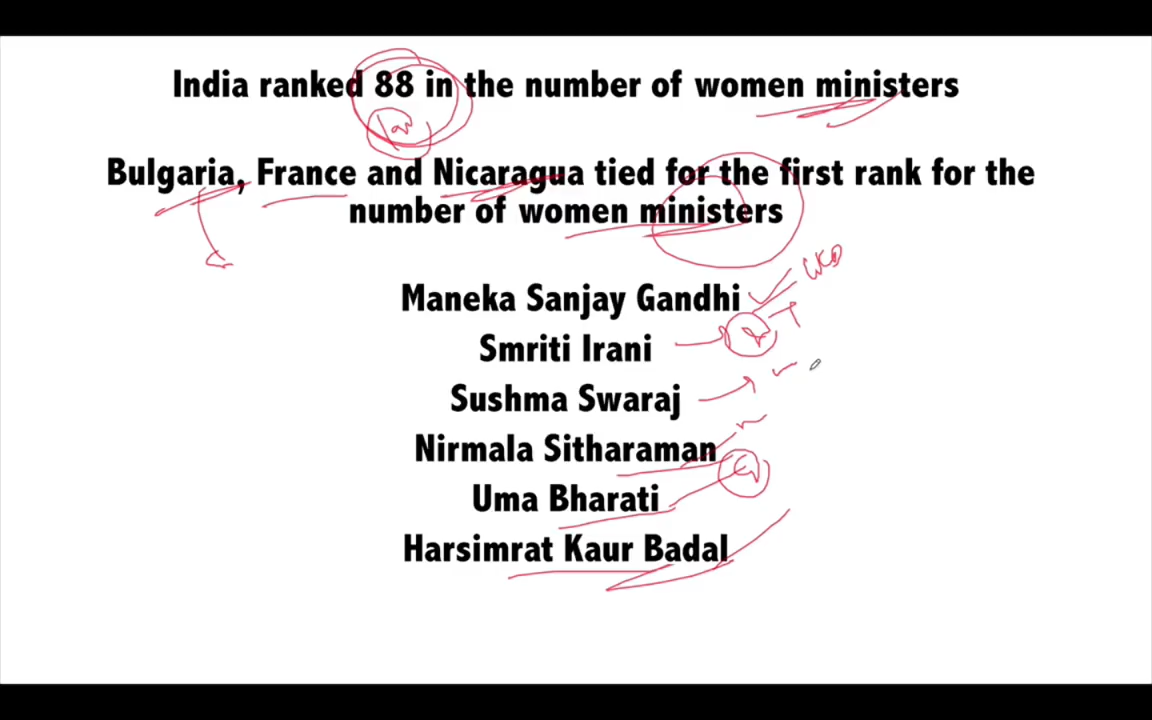 India ranked 88 in the number of women ministers
Bulgaria, France and Nicaragua tied for the first rank for the
number of women ministers
Maneka Sanjay Gandhi
Smriti Irani
Sushma Swaraj
Nirmala Sitharaman
Uma Bharati
Harsimrat Kaur Badal